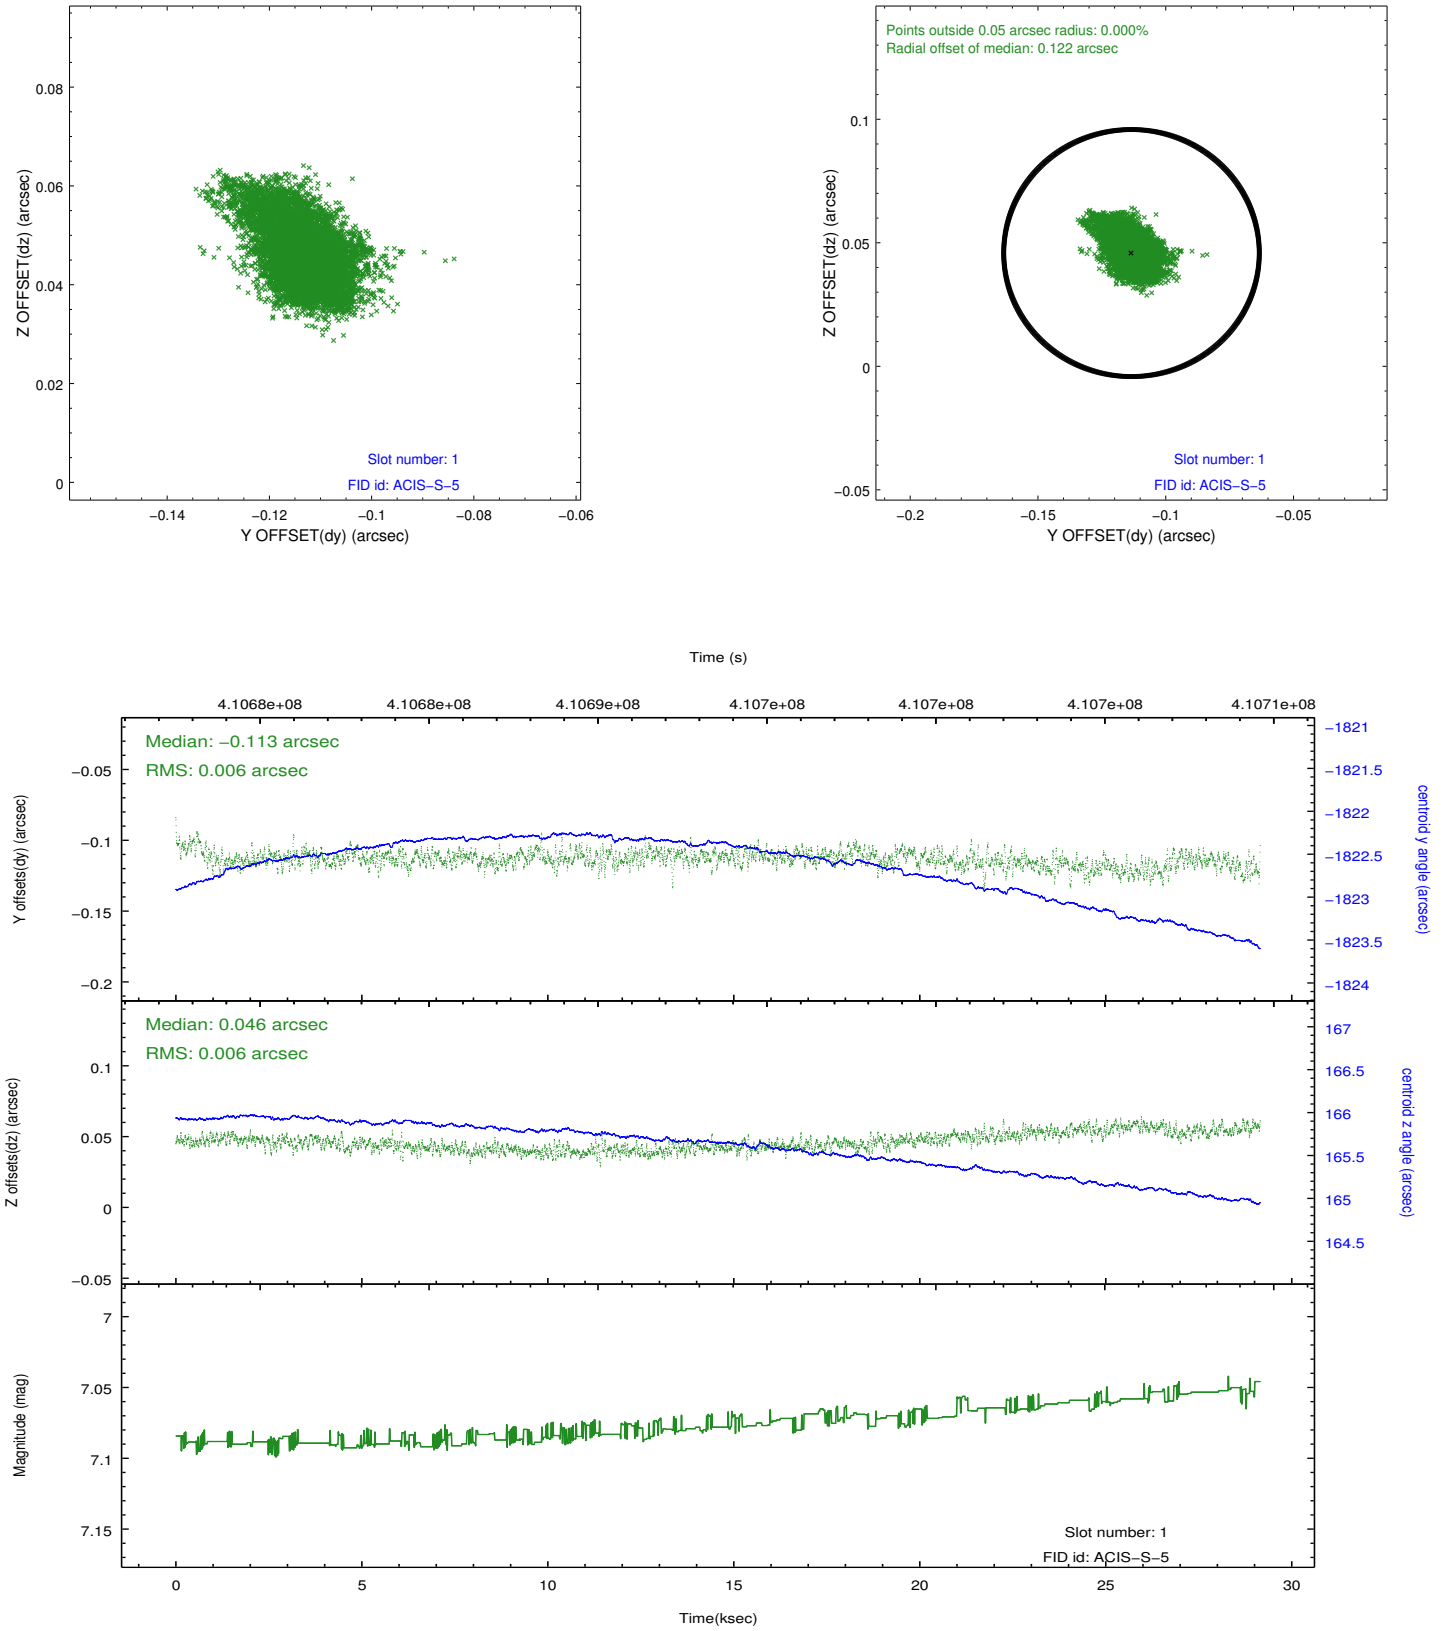 0.08
0.06
0.04
0.02
0
Z OFFSET(dz) (arcsec)
Slot number: 1
FID id: ACIS−S−5
−0.14 −0.12 −0.1 −0.08 −0.06
Y OFFSET(dy) (arcsec)
Points outside 0.05 arcsec radius: 0.000%
Radial offset of median: 0.122 arcsec
0.1
0.05
0
−0.05
Z OFFSET(dz) (arcsec)
Slot number: 1
FID id: ACIS−S−5
−0.2 −0.15 −0.1 −0.05
Y OFFSET(dy) (arcsec)
Time (s)
4.1068e+08 4.1068e+08 4.1069e+08 4.107e+08 4.107e+08 4.107e+08 4.1071e+08
Median: −0.113 arcsec
RMS: 0.006 arcsec
−0.05
−0.1
−0.15
−0.2
Y offsets(dy) (arcsec)
−1821
−1821.5
−1822
−1822.5
−1823
−1823.5
−1824
centroid y angle (arcsec)
Median: 0.046 arcsec
RMS: 0.006 arcsec
0.1
0.05
0
−0.05
Z offsets(dz) (arcsec)
167
166.5
166
165.5
165
164.5
centroid z angle (arcsec)
7
7.05
7.1
7.15
Magnitude (mag)
Slot number: 1
FID id: ACIS−S−5
0 5 10 15 20 25 30
Time(ksec)